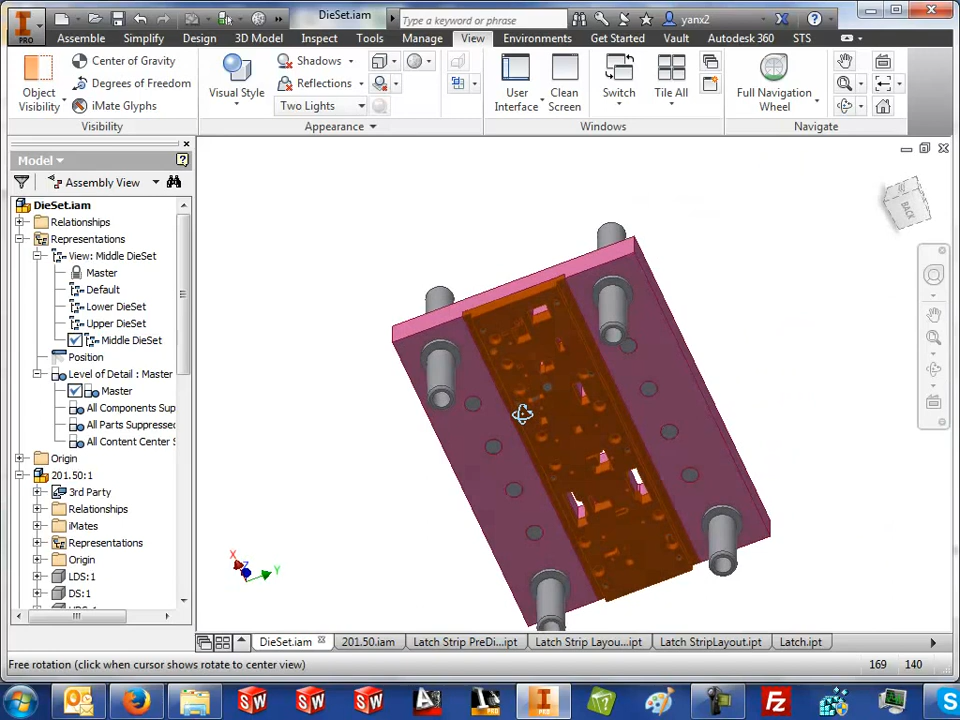 DieSet.iam
Type a keyword or phrase
yanx2
PRO
Assemble Simplify Design 3D Model Inspect Tools Manage View Environments Get Started Vault Autodesk 360 STS
Object Visibility
Center of Gravity
Degrees of Freedom
iMate Glyphs
Visual Style
Shadows
Reflections
Two Lights
User Interface
Clean Screen
Switch
Tile All
Full Navigation Wheel
Visibility
Appearance
Windows
Navigate
Model
Assembly View
DieSet.iam
Relationships
Representations
View: Middle DieSet
Master
Default
Lower DieSet
Upper DieSet
Middle DieSet
Position
Level of Detail : Master
Master
All Components Sup
All Parts Suppressed
All Content Center S
Origin
201.50:1
3rd Party
Relationships
iMates
Representations
Origin
LDS:1
DS:1
BACK
X
Z
Y
DieSet.iam 201.50.iam Latch Strip PreDi...ipt Latch Strip Layou...ipt Latch StripLayout.ipt Latch.ipt
Free rotation (click when cursor shows rotate to center view) 169 140